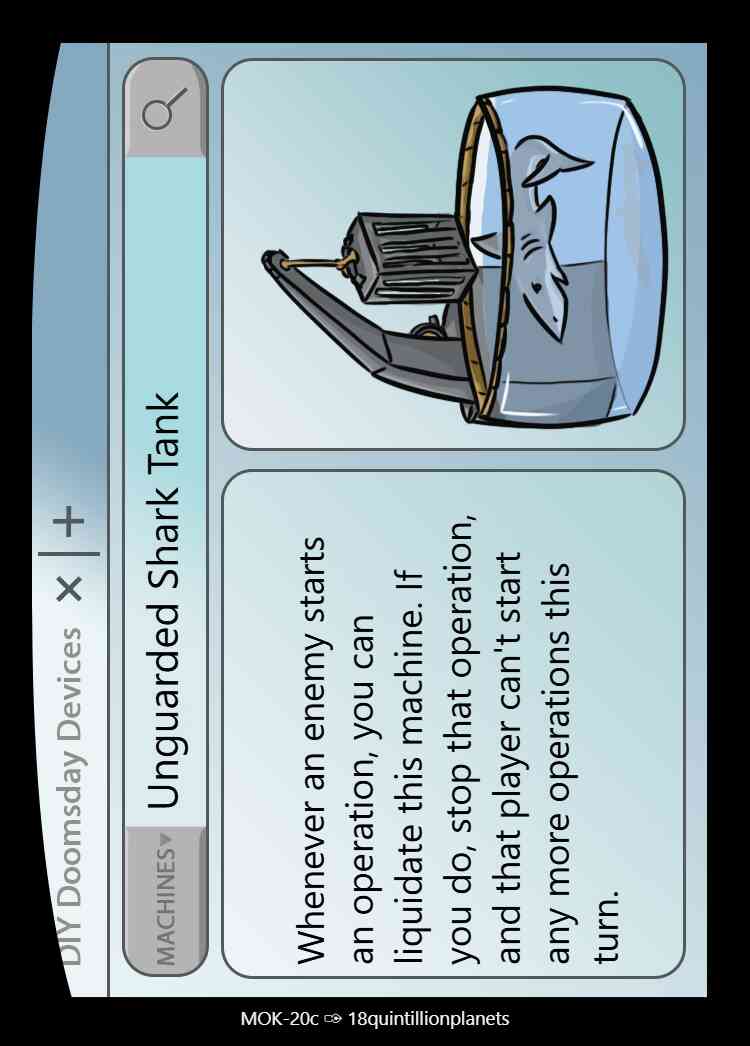 DIY Doomsday Devices × +
MACHINES▾ Unguarded Shark Tank
Whenever an enemy starts
an operation, you can
liquidate this machine. If
you do, stop that operation,
and that player can't start
any more operations this
turn.
MOK-20c ➩ 18quintillionplanets